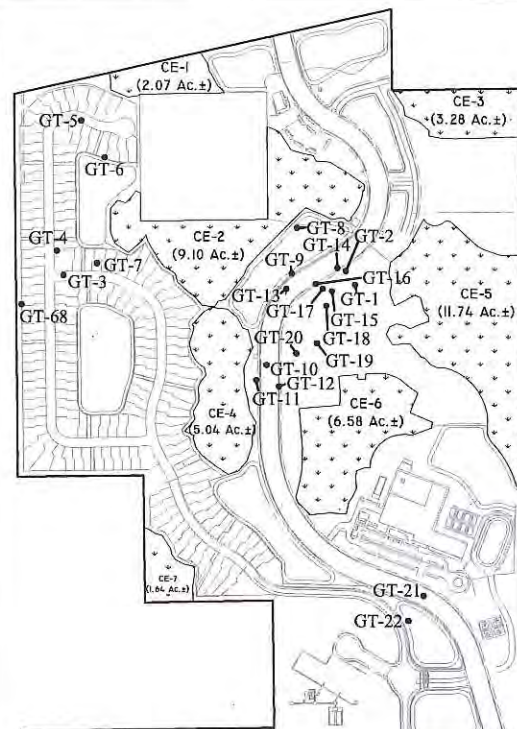 CE-1
(2.07 Ac.±)
CE-3
(3.28 Ac.±)
GT-5
GT-6
GT-8
GT-2
GT-14
CE-2
(9.10 Ac.±)
GT-4
GT-7
GT-9
GT-3
GT-16
GT-13
GT-1
CE-5
(11.74 Ac.±)
GT-17
GT-15
GT-68
GT-18
GT-20
GT-19
GT-10
GT-12
GT-11
CE-6
(6.58 Ac.±)
CE-4
(5.04 Ac.±)
CE-7
(1.64 Ac.±)
GT-21
GT-22